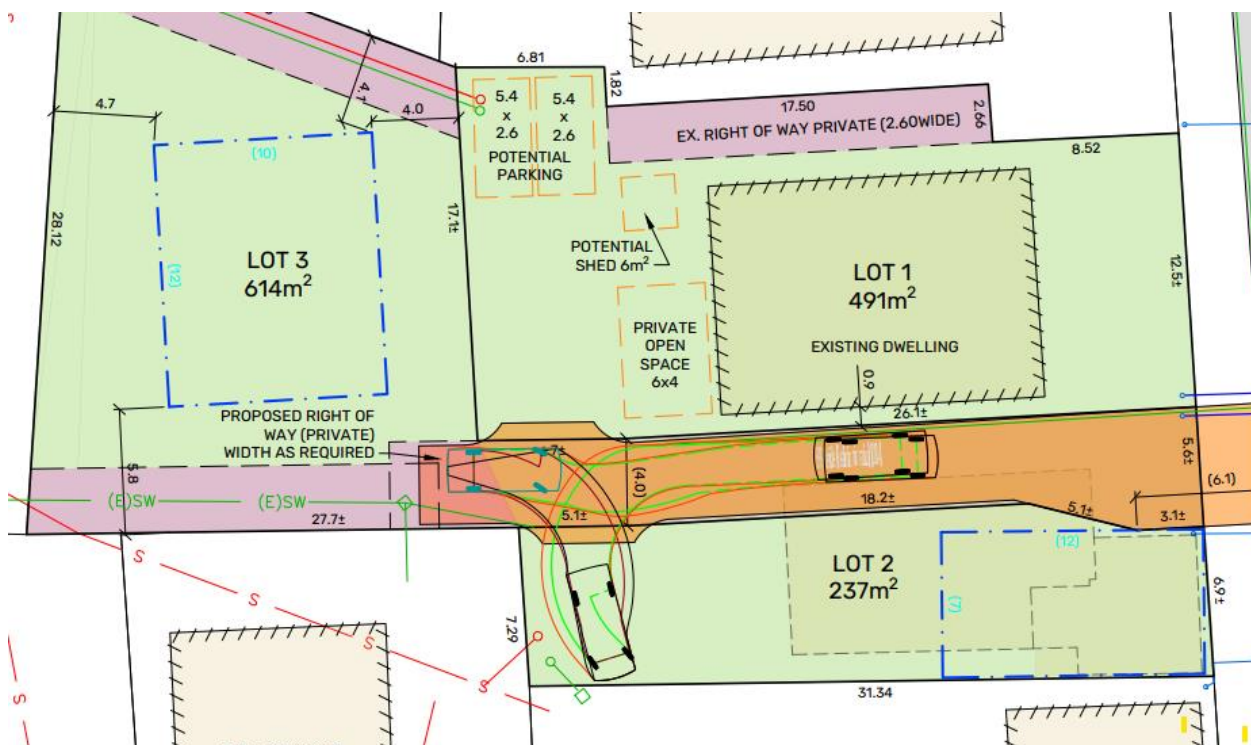 6.81
1.82
17.50
2.66
EX. RIGHT OF WAY PRIVATE (2.60WIDE)
8.52
4.7
4.1
4.0
5.4
x
2.6
5.4
x
2.6
POTENTIAL
PARKING
(10)
28.12
17.1±
LOT 3
614m²
(12)
POTENTIAL
SHED 6m²
LOT 1
491m²
12.5±
PRIVATE
OPEN
SPACE
6x4
EXISTING DWELLING
0.9
26.1±
PROPOSED RIGHT OF
WAY (PRIVATE)
WIDTH AS REQUIRED
5.8
5.6±
(4.0)
(6.1)
(E)SW
(E)SW
27.7±
5.1±
18.2±
5.1±
3.1±
S
LOT 2
237m²
(12)
(7)
6.9±
S
7.29
S
S
S
31.34